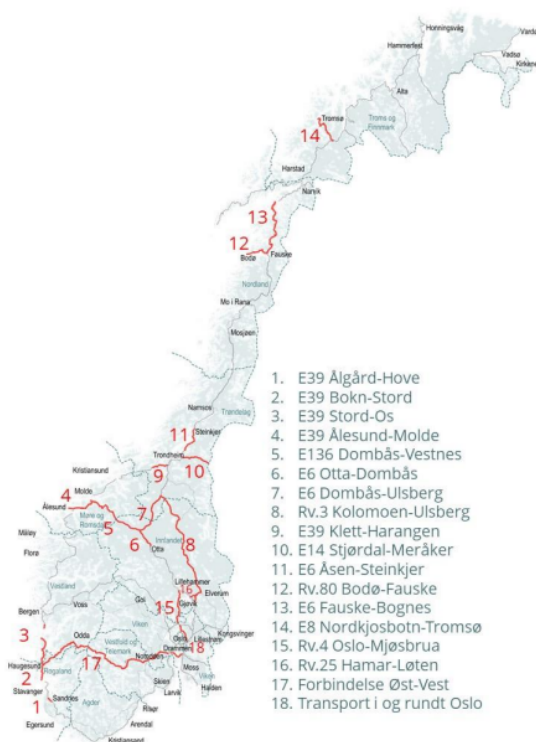 Honningsvåg
Vardø
Hammerfest
Vadsø
Kirkenes
Alta
Tromsø
Troms og
Finnmark
14
Harstad
Narvik
13
12
Bodø
Fauske
Nordland
Mo i Rana
Mosjøen
Namsos
Trøndelag
11
Steinkjer
Trondheim
10
9
Kristiansund
4
Molde
Ålesund
7
Møre og
Romsdal
5
6
Innlandet
Måløy
Otta
8
Florø
Lillehammer
Vestland
16
Elverum
Gjøvik
15
Gol
Voss
Viken
Bergen
Kongsvinger
Oslo
Lillestrøm
3
Odda
Vestfold og
Telemark
Drammen
18
Notodden
Moss
Haugesund
17
Viken
2
Rogaland
Skien
Stavanger
Halden
Larvik
Sandnes
1
Agder
Risør
Egersund
Arendal
Kristiansand
1. E39 Ålgård-Hove
2. E39 Bokn-Stord
3. E39 Stord-Os
4. E39 Ålesund-Molde
5. E136 Dombås-Vestnes
6. E6 Otta-Dombås
7. E6 Dombås-Ulsberg
8. Rv.3 Kolomoen-Ulsberg
9. E39 Klett-Harangen
10. E14 Stjørdal-Meråker
11. E6 Åsen-Steinkjer
12. Rv.80 Bodø-Fauske
13. E6 Fauske-Bognes
14. E8 Nordkjosbotn-Tromsø
15. Rv.4 Oslo-Mjøsbrua
16. Rv.25 Hamar-Løten
17. Forbindelse Øst-Vest
18. Transport i og rundt Oslo